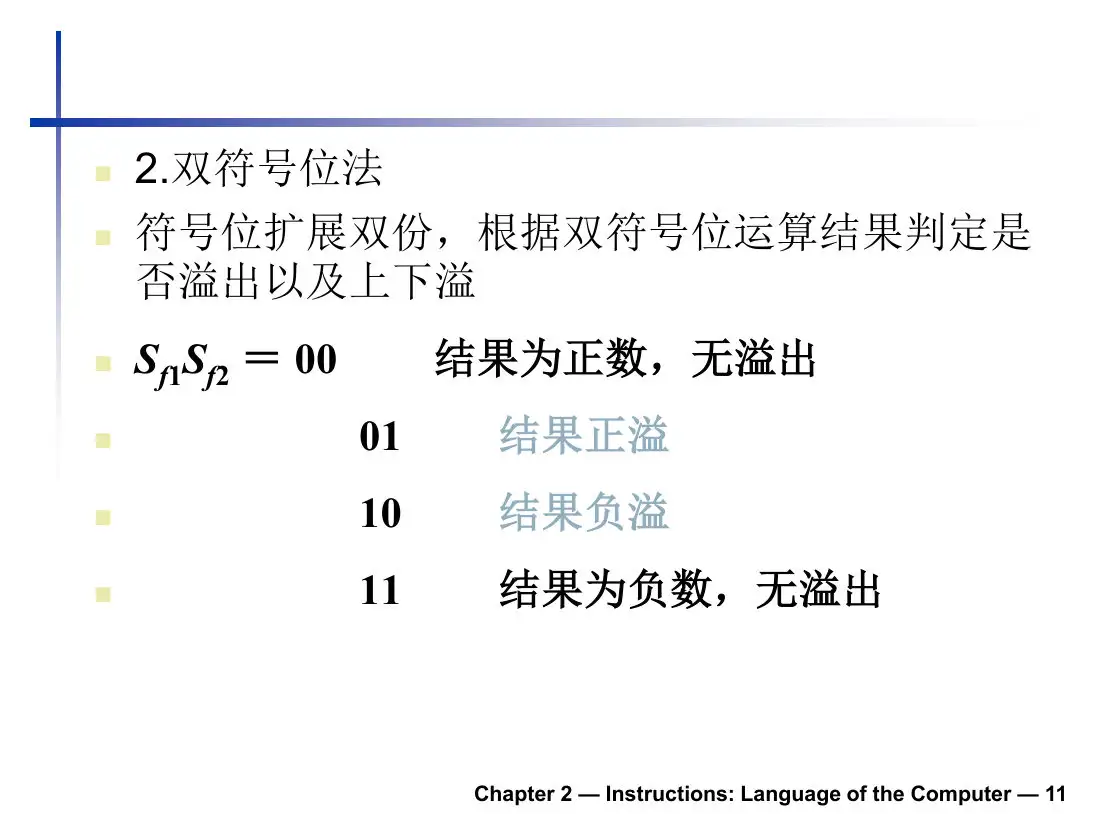 2.双符号位法
符号位扩展双份，根据双符号位运算结果判定是
否溢出以及上下溢
Sf1Sf2 ＝ 00 结果为正数，无溢出
01 结果正溢
10 结果负溢
11 结果为负数，无溢出
Chapter 2 — Instructions: Language of the Computer — 11